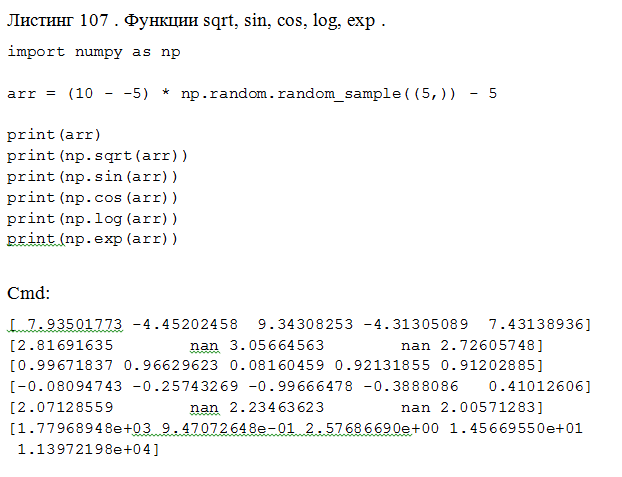 Листинг 107 . Функции sqrt, sin, cos, log, exp .
import numpy as np
arr = (10 - -5) * np.random.random_sample((5,)) - 5
print(arr)
print(np.sqrt(arr))
print(np.sin(arr))
print(np.cos(arr))
print(np.log(arr))
print(np.exp(arr))
Cmd:
[ 7.93501773 -4.45202458  9.34308253 -4.31305089  7.43138936]
[2.81691635        nan 3.05664563        nan 2.72605748]
[0.99671837 0.96629623 0.08160459 0.92131855 0.91202885]
[-0.08094743 -0.25743269 -0.99666478 -0.3888086   0.41012606]
[2.07128559        nan 2.23463623        nan 2.00571283]
[1.77968948e+03 9.47072648e-01 2.57686690e+00 1.45669550e+01
 1.13972198e+04]